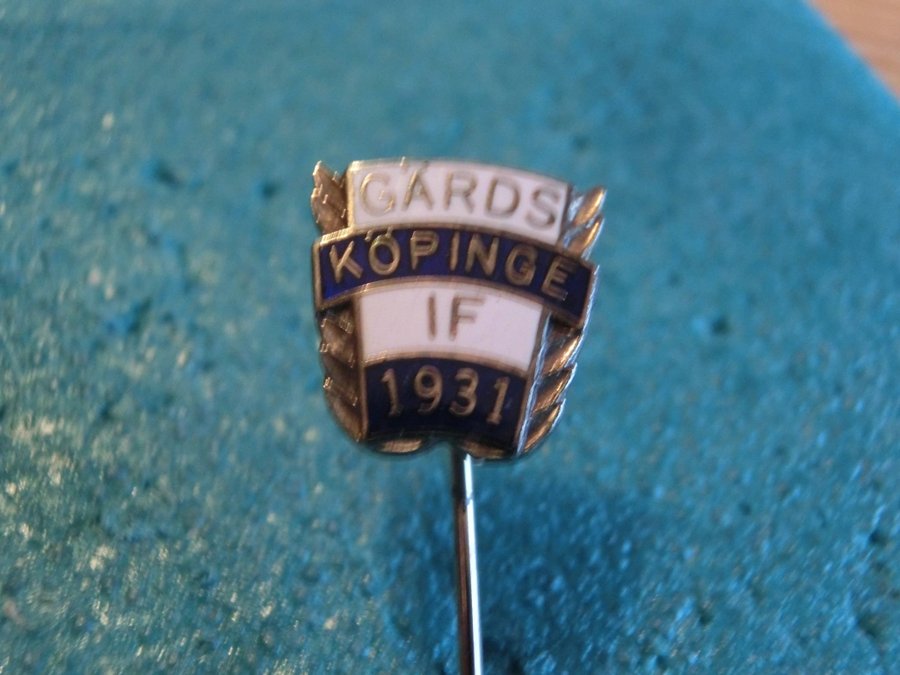 GÄRDS
KÖPINGE
IF
1931